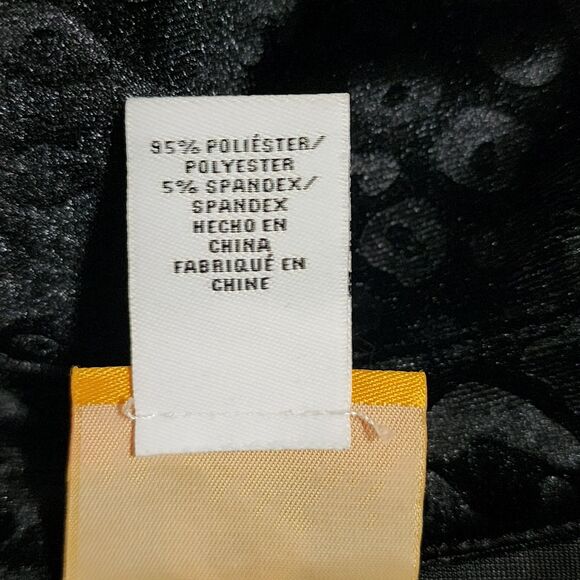 95% POLIÉSTER/
POLYESTER
5% SPANDEX/
SPANDEX
HECHO EN
CHINA
FABRIQUÉ EN
CHINE